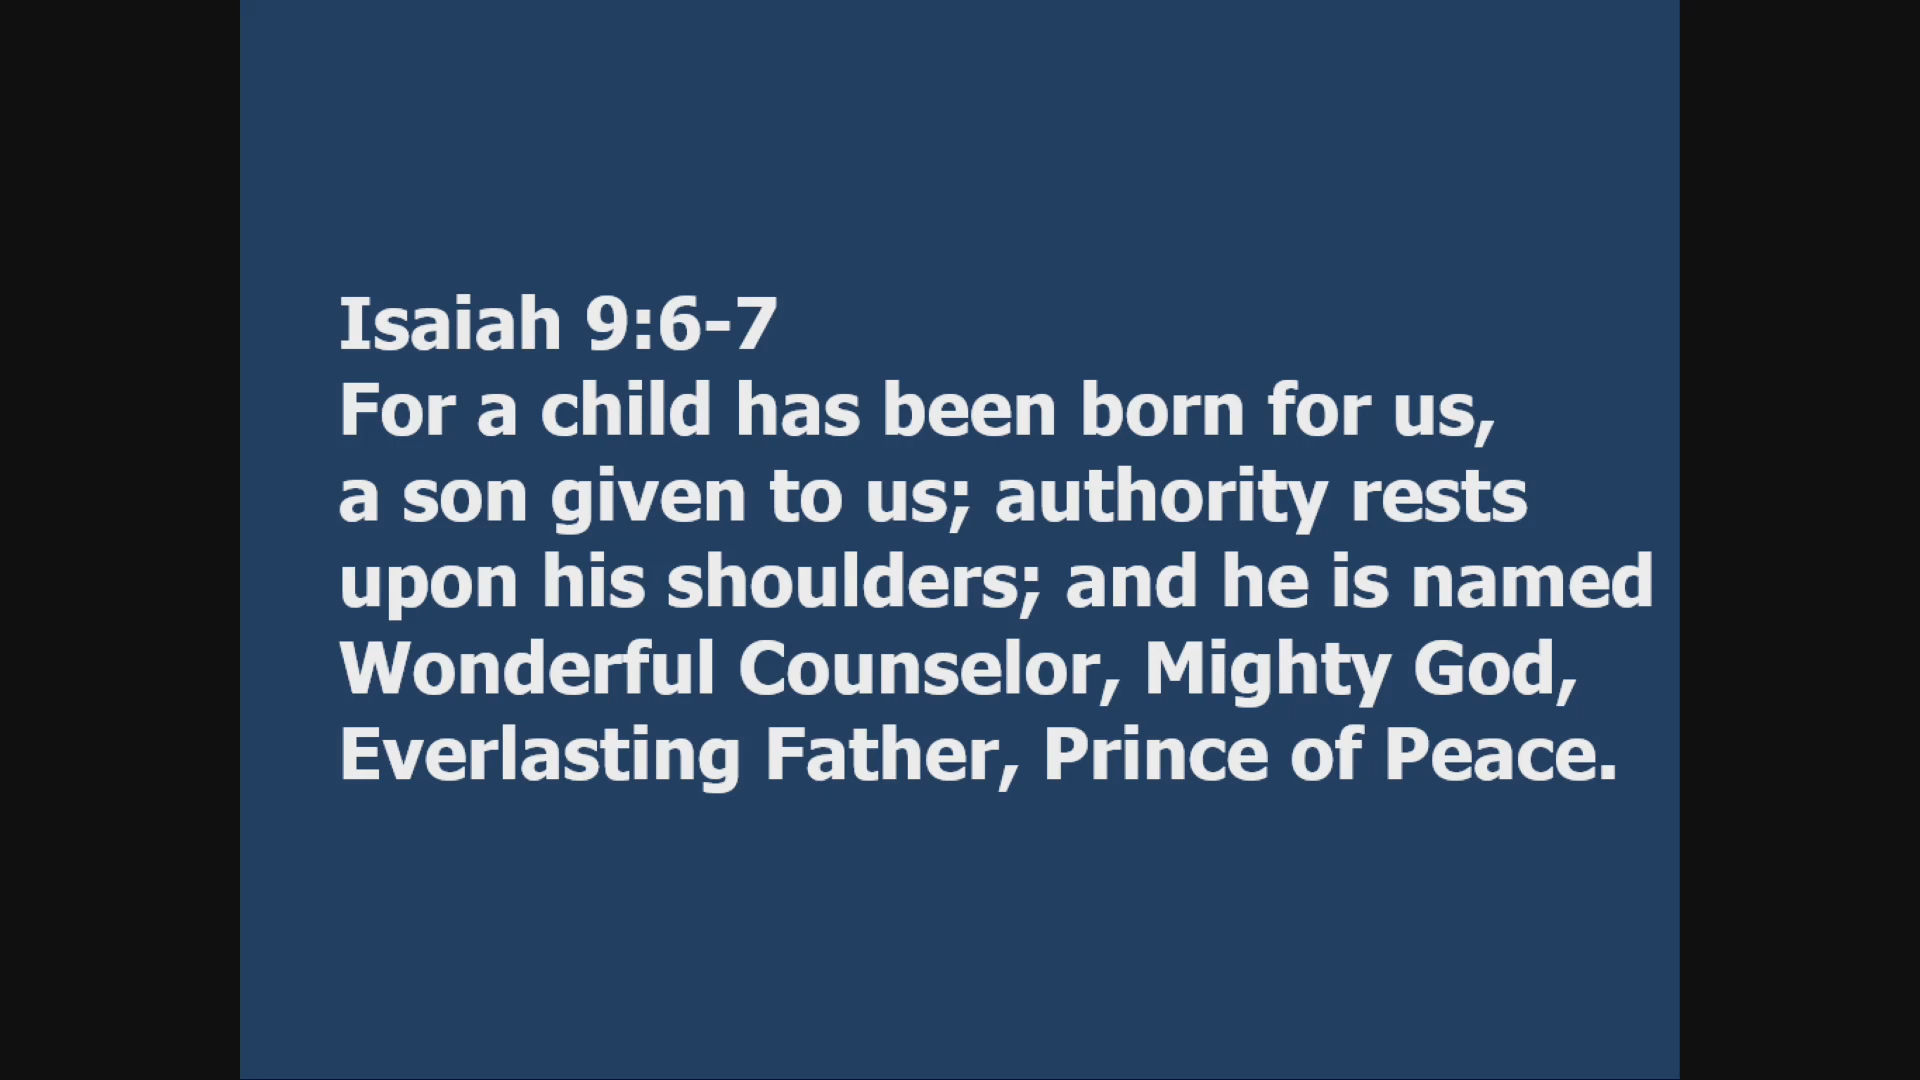 Isaiah 9:6-7
For a child has been born for us,
a son given to us; authority rests
upon his shoulders; and he is named
Wonderful Counselor, Mighty God,
Everlasting Father, Prince of Peace.